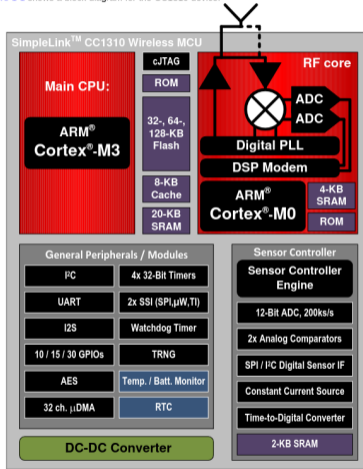 SimpleLink™ CC1310 Wireless MCU
Main CPU:
ARM®
Cortex®-M3
cJTAG
ROM
32-, 64-,
128-KB
Flash
8-KB
Cache
20-KB
SRAM
RF core
ADC
ADC
Digital PLL
DSP Modem
ARM®
Cortex®-M0
4-KB
SRAM
ROM
General Peripherals / Modules
I²C
4x 32-Bit Timers
UART
2x SSI (SPI,µW,TI)
I2S
Watchdog Timer
10 / 15 / 30 GPIOs
TRNG
AES
Temp. / Batt. Monitor
32 ch. µDMA
RTC
Sensor Controller
Sensor Controller
Engine
12-Bit ADC, 200ks/s
2x Analog Comparators
SPI / I²C Digital Sensor IF
Constant Current Source
Time-to-Digital Converter
2-KB SRAM
DC-DC Converter